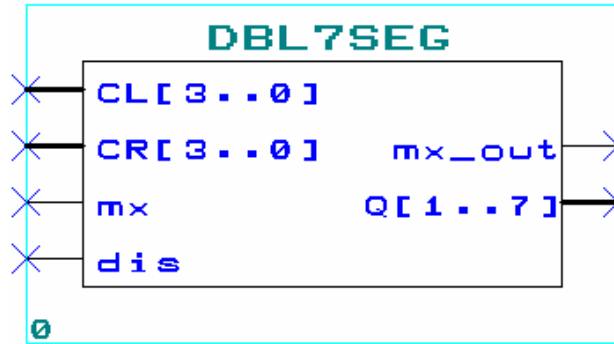 DBL7SEG
CL[3..0]
CR[3..0]
mx_out
mx
Q[1..7]
dis
0